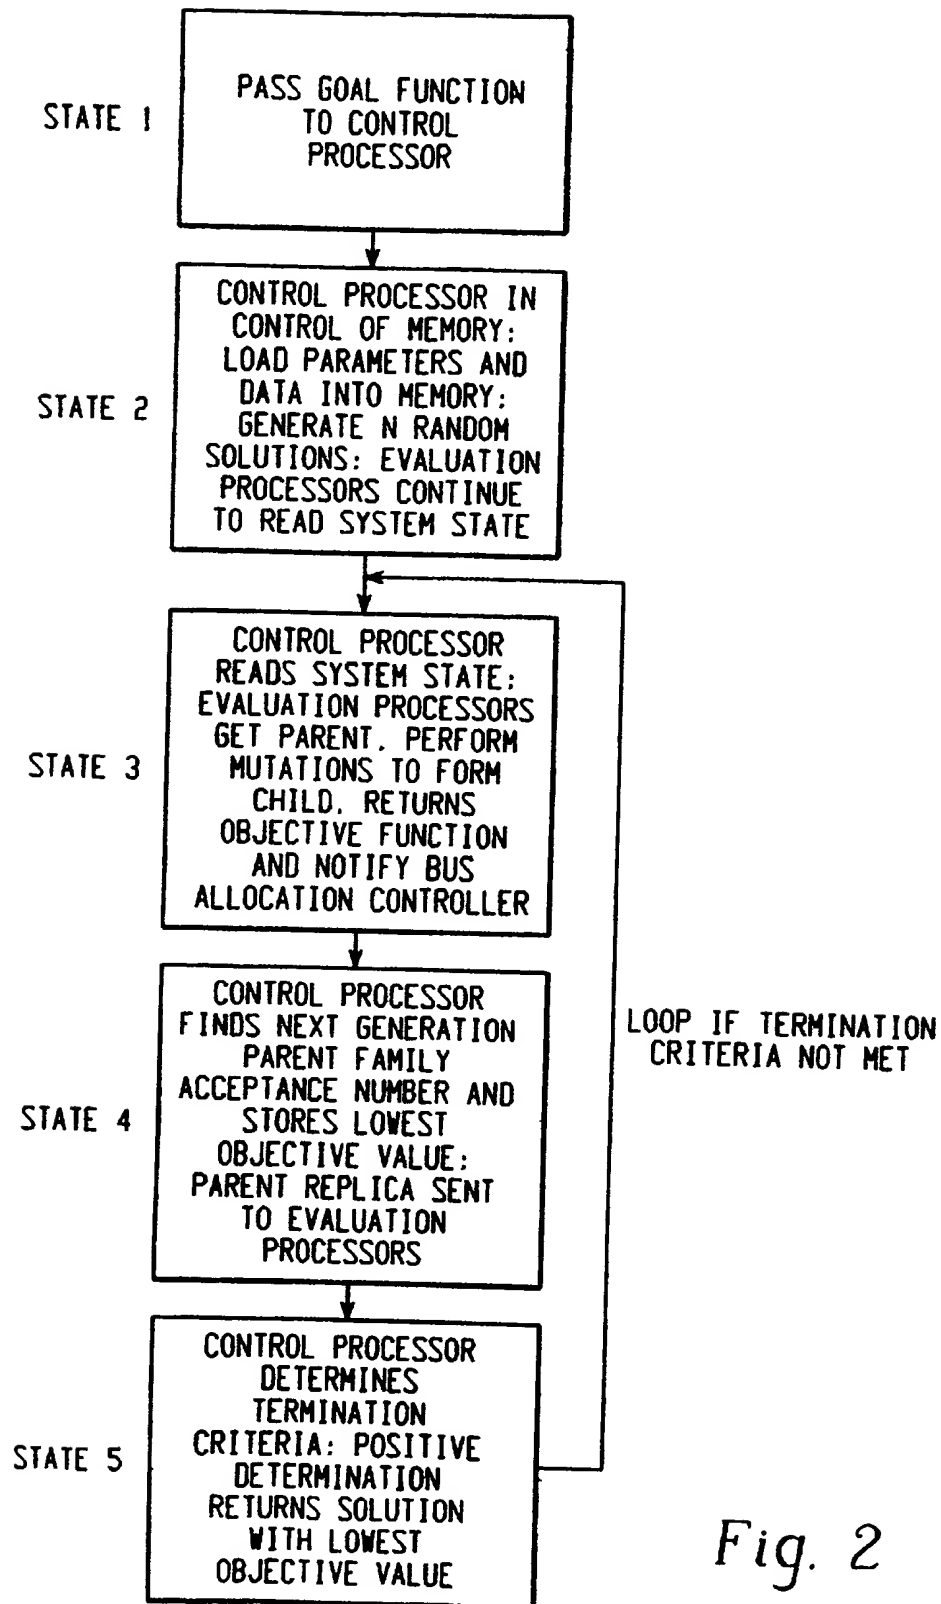 STATE 1
PASS GOAL FUNCTION
TO CONTROL
PROCESSOR
STATE 2
CONTROL PROCESSOR IN
CONTROL OF MEMORY:
LOAD PARAMETERS AND
DATA INTO MEMORY:
GENERATE N RANDOM
SOLUTIONS: EVALUATION
PROCESSORS CONTINUE
TO READ SYSTEM STATE
STATE 3
CONTROL PROCESSOR
READS SYSTEM STATE:
EVALUATION PROCESSORS
GET PARENT. PERFORM
MUTATIONS TO FORM
CHILD. RETURNS
OBJECTIVE FUNCTION
AND NOTIFY BUS
ALLOCATION CONTROLLER
STATE 4
CONTROL PROCESSOR
FINDS NEXT GENERATION
PARENT FAMILY
ACCEPTANCE NUMBER AND
STORES LOWEST
OBJECTIVE VALUE:
PARENT REPLICA SENT
TO EVALUATION
PROCESSORS
LOOP IF TERMINATION
CRITERIA NOT MET
STATE 5
CONTROL PROCESSOR
DETERMINES
TERMINATION
CRITERIA: POSITIVE
DETERMINATION
RETURNS SOLUTION
WITH LOWEST
OBJECTIVE VALUE
Fig. 2